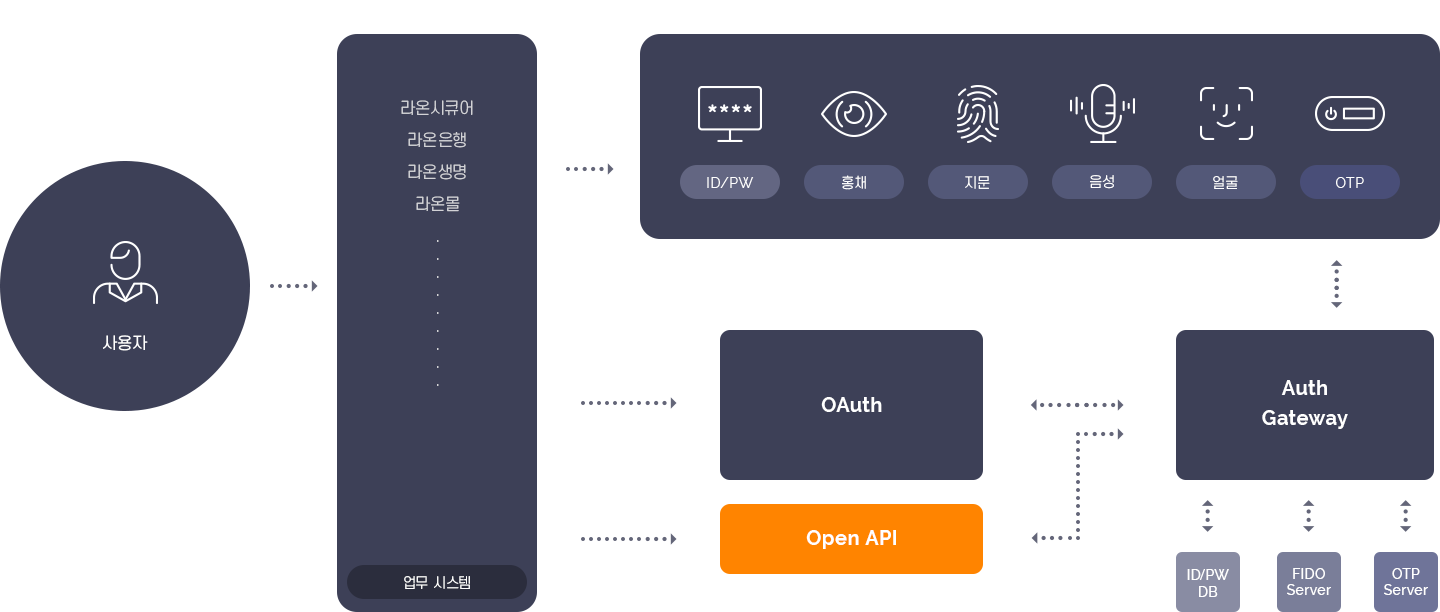 사용자
라온시큐어
라온은행
라온생명
라온몰
업무 시스템
****
ID/PW
홍채
지문
음성
얼굴
OTP
OAuth
Open API
Auth
Gateway
ID/PW
DB
FIDO
Server
OTP
Server